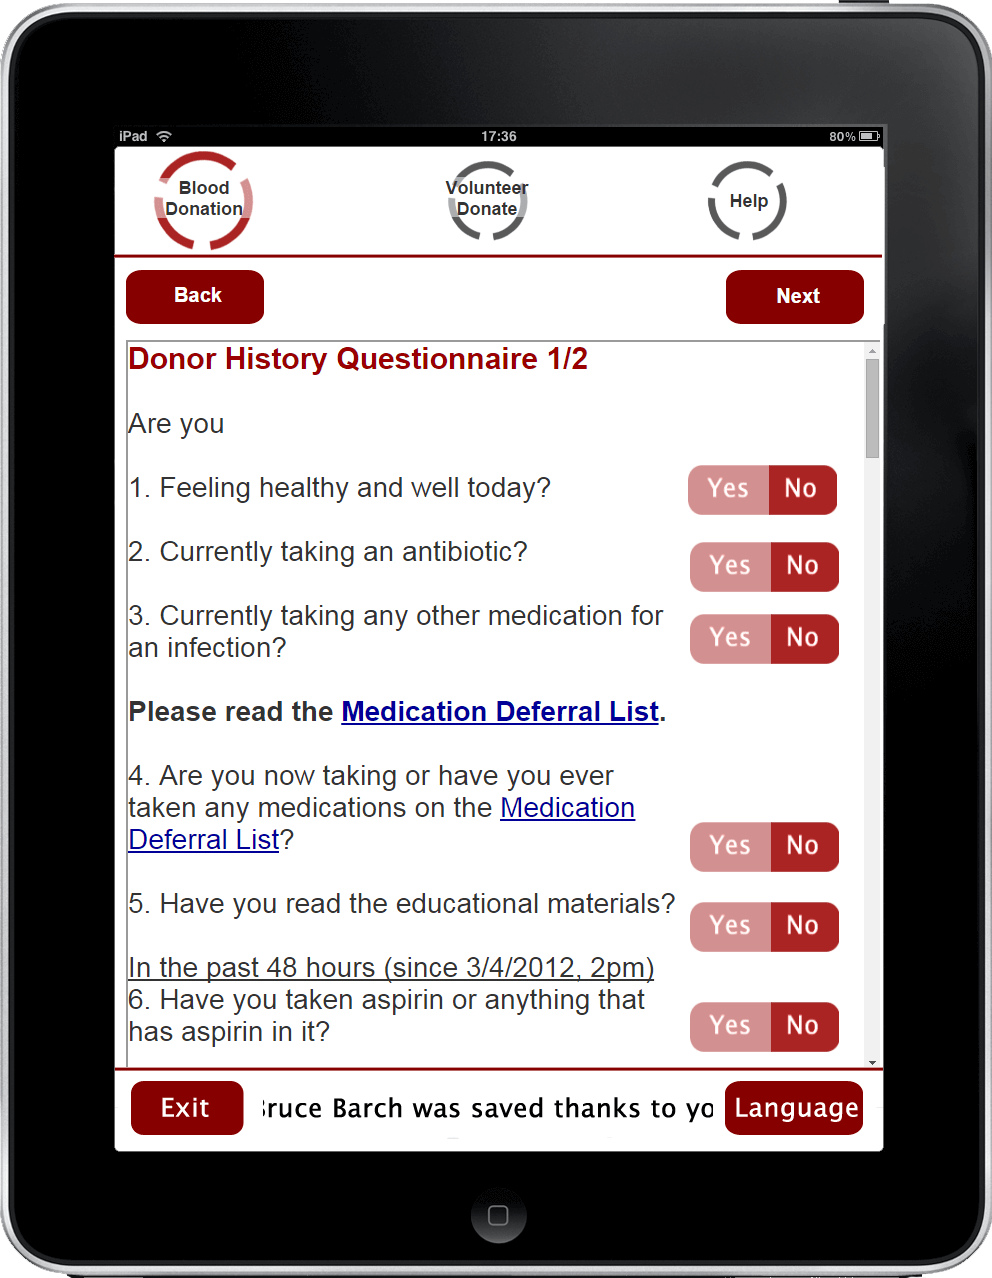 iPad 17:36 80%
Blood
Donation
Volunteer
Donate
Help
Back
Next
Donor History Questionnaire 1/2
Are you
1. Feeling healthy and well today?
Yes No
2. Currently taking an antibiotic?
Yes No
3. Currently taking any other medication for
an infection?
Yes No
Please read the Medication Deferral List.
4. Are you now taking or have you ever
taken any medications on the Medication
Deferral List?
Yes No
5. Have you read the educational materials?
Yes No
In the past 48 hours (since 3/4/2012, 2pm)
6. Have you taken aspirin or anything that
has aspirin in it?
Yes No
Exit
Bruce Barch was saved thanks to yo
Language